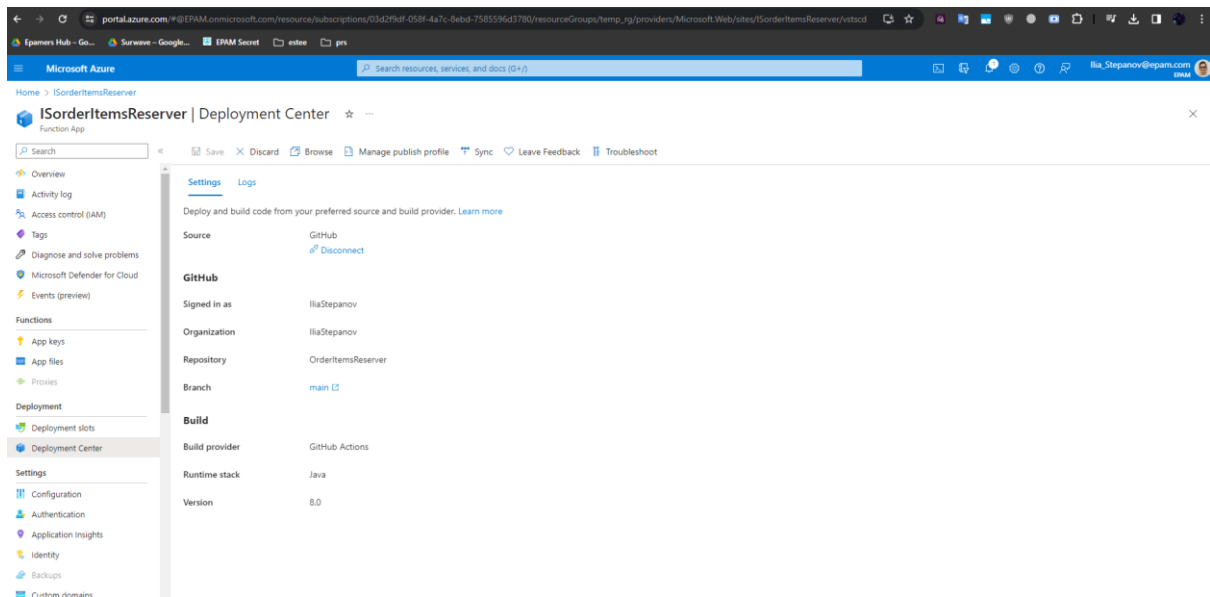 portal.azure.com/#@EPAM.onmicrosoft.com/resource/subscriptions/03d2f9df-058f-4a7c-8ebd-7585596d3780/resourceGroups/temp_rg/providers/Microsoft.Web/sites/ISorderItemsReserver/vstscd
Epamers Hub - Go... Surwave – Google... EPAM Secret estee prs
Microsoft Azure Search resources, services, and docs (G+/) Ilia_Stepanov@epam.com
EPAM
Home > ISorderItemsReserver
ISorderItemsReserver | Deployment Center
Function App
Search « Save Discard Browse Manage publish profile Sync Leave Feedback Troubleshoot
Overview
Activity log
Access control (IAM)
Tags
Diagnose and solve problems
Microsoft Defender for Cloud
Events (preview)
Functions
App keys
App files
Proxies
Deployment
Deployment slots
Deployment Center
Settings
Configuration
Authentication
Application Insights
Identity
Backups
Custom domains
Settings Logs
Deploy and build code from your preferred source and build provider. Learn more
Source GitHub
Disconnect
GitHub
Signed in as IliaStepanov
Organization IliaStepanov
Repository OrderItemsReserver
Branch main
Build
Build provider GitHub Actions
Runtime stack Java
Version 8.0